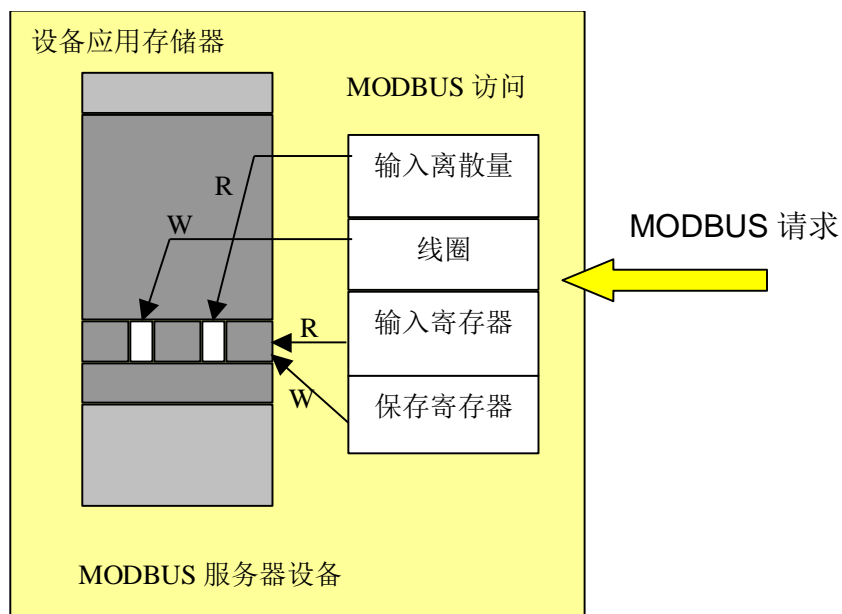 设备应用存储器
MODBUS 访问
输入离散量
R
W
线圈
MODBUS 请求
输入寄存器
R
保存寄存器
W
MODBUS 服务器设备